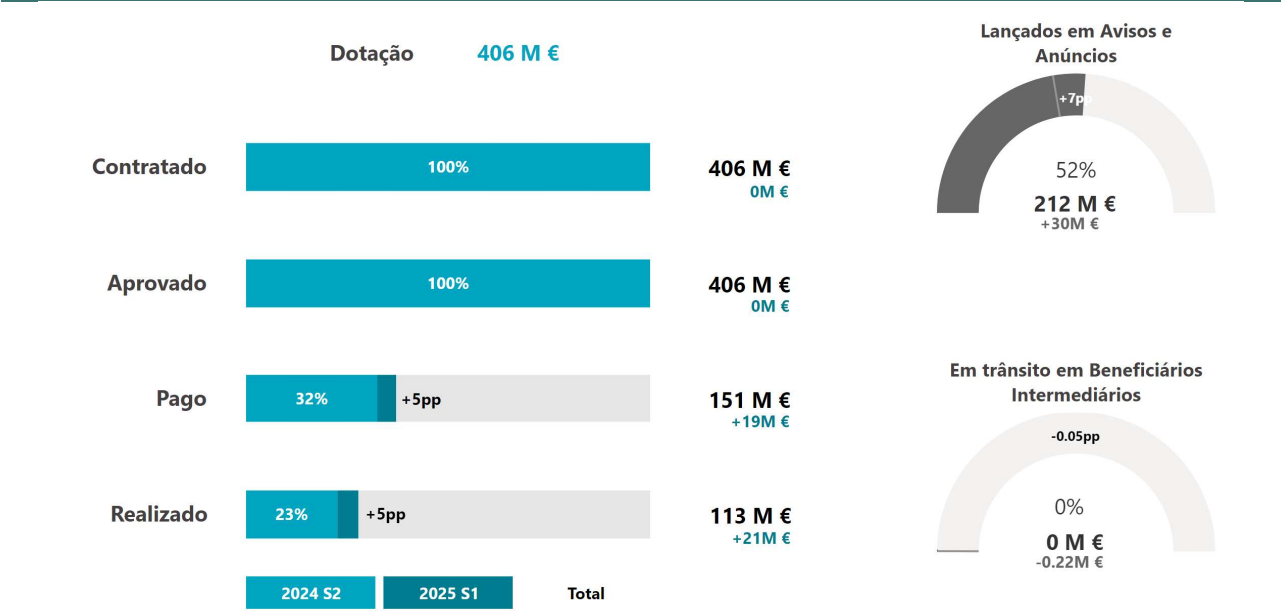 Dotação 406 M €
Contratado 100% 406 M €
0M €
Aprovado 100% 406 M €
0M €
Pago 32% +5pp 151 M €
+19M €
Realizado 23% +5pp 113 M €
+21M €
2024 S2 2025 S1 Total
Lançados em Avisos e
Anúncios
+7pp
52%
212 M €
+30M €
Em trânsito em Beneficiários
Intermediários
-0.05pp
0%
0 M €
-0.22M €